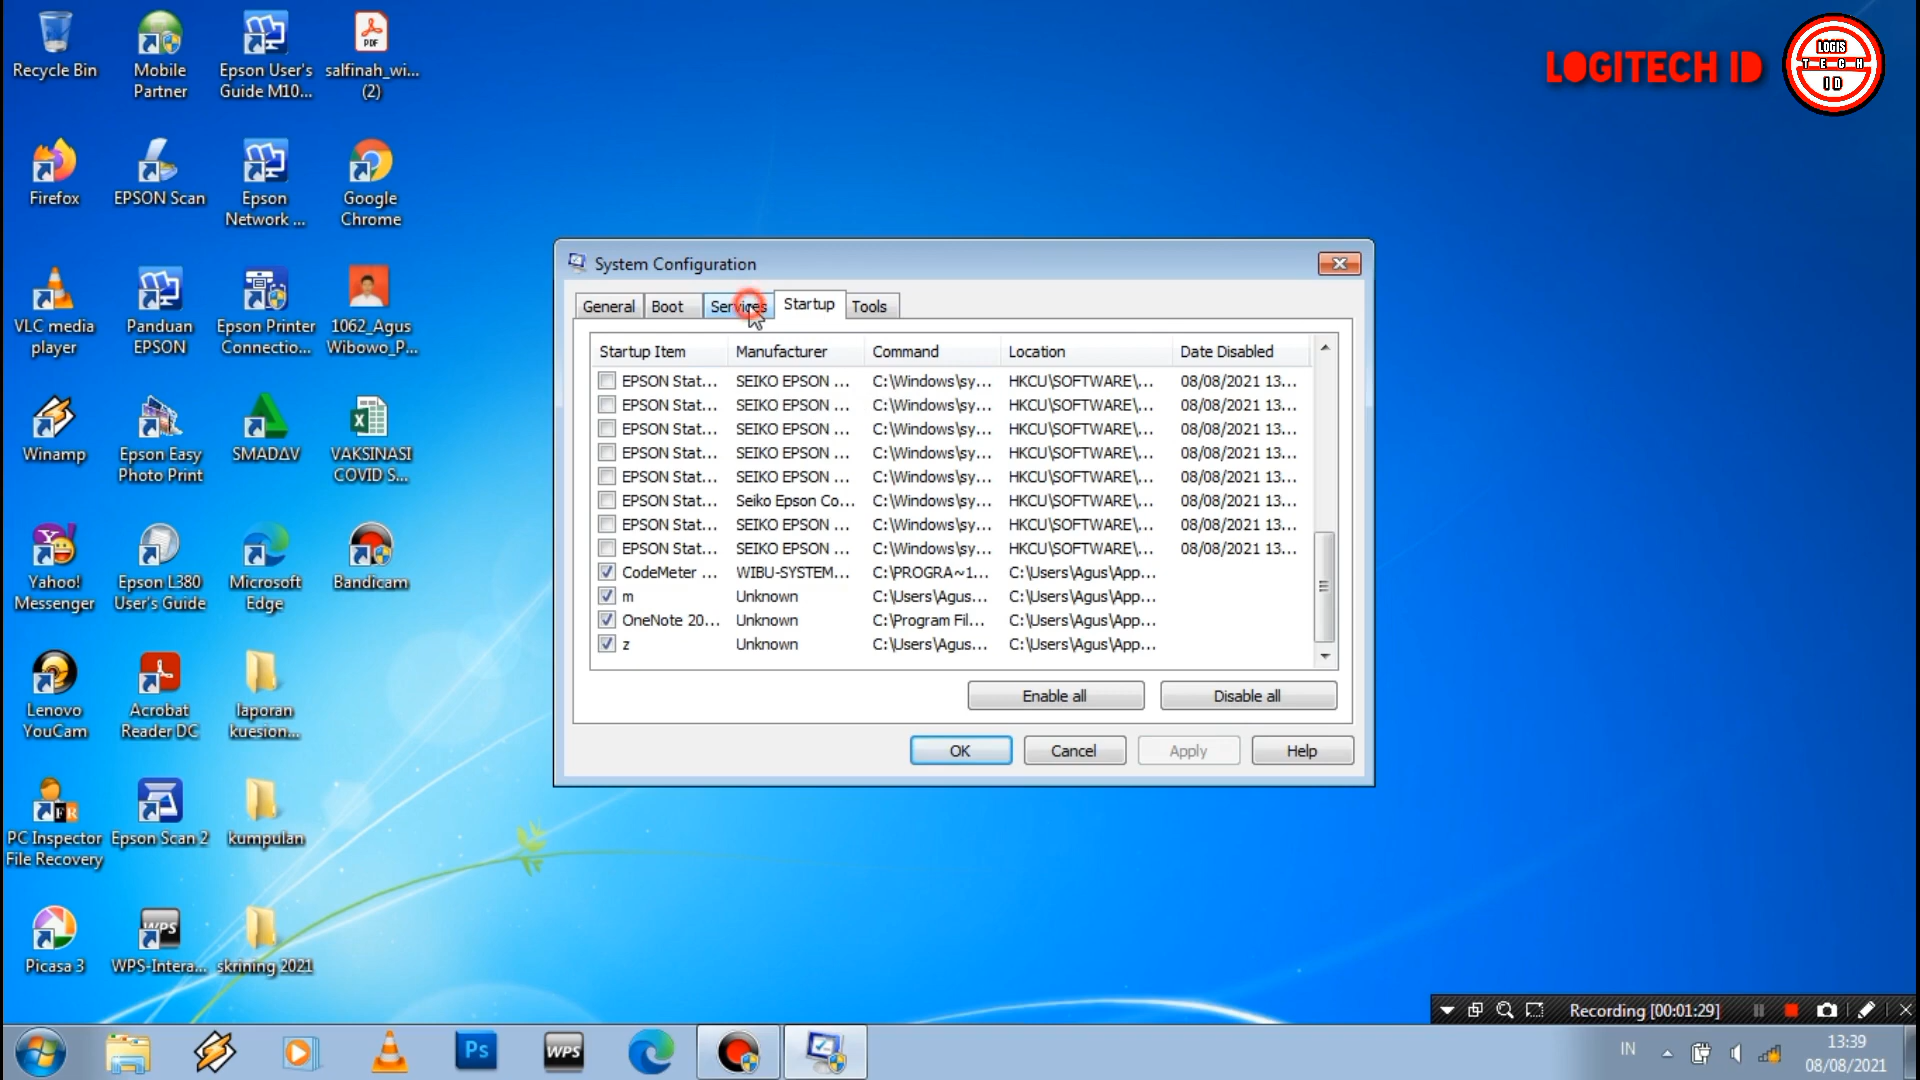 Recycle Bin
Mobile
Partner
Epson User's
Guide M10...
salfinah_wi...
(2)
PDF
LOGITECH ID
LOGIS
TECH
ID
Firefox
EPSON Scan
Epson
Network ...
Google
Chrome
VLC media
player
Panduan
EPSON
Epson Printer
Connectio...
1062_Agus
Wibowo_P...
Winamp
Epson Easy
Photo Print
SMADΔV
VAKSINASI
COVID S...
Yahoo!
Messenger
Epson L380
User's Guide
Microsoft
Edge
Bandicam
Lenovo
YouCam
Acrobat
Reader DC
laporan
kuesion...
PC Inspector
File Recovery
Epson Scan 2
kumpulan
Picasa 3
WPS
WPS-Intera...
skrining 2021
System Configuration
General Boot Services Startup Tools
Startup Item Manufacturer Command Location Date Disabled
EPSON Stat... SEIKO EPSON ... C:\Windows\sy... HKCU\SOFTWARE\... 08/08/2021 13...
EPSON Stat... SEIKO EPSON ... C:\Windows\sy... HKCU\SOFTWARE\... 08/08/2021 13...
EPSON Stat... SEIKO EPSON ... C:\Windows\sy... HKCU\SOFTWARE\... 08/08/2021 13...
EPSON Stat... SEIKO EPSON ... C:\Windows\sy... HKCU\SOFTWARE\... 08/08/2021 13...
EPSON Stat... SEIKO EPSON ... C:\Windows\sy... HKCU\SOFTWARE\... 08/08/2021 13...
EPSON Stat... Seiko Epson Co... C:\Windows\sy... HKCU\SOFTWARE\... 08/08/2021 13...
EPSON Stat... SEIKO EPSON ... C:\Windows\sy... HKCU\SOFTWARE\... 08/08/2021 13...
EPSON Stat... SEIKO EPSON ... C:\Windows\sy... HKCU\SOFTWARE\... 08/08/2021 13...
CodeMeter ... WIBU-SYSTEM... C:\PROGRA~1... C:\Users\Agus\App...
m Unknown C:\Users\Agus... C:\Users\Agus\App...
OneNote 20... Unknown C:\Program Fil... C:\Users\Agus\App...
z Unknown C:\Users\Agus... C:\Users\Agus\App...
Enable all Disable all
OK Cancel Apply Help
Recording [00:01:29]
Ps
WPS
IN
13:39
08/08/2021